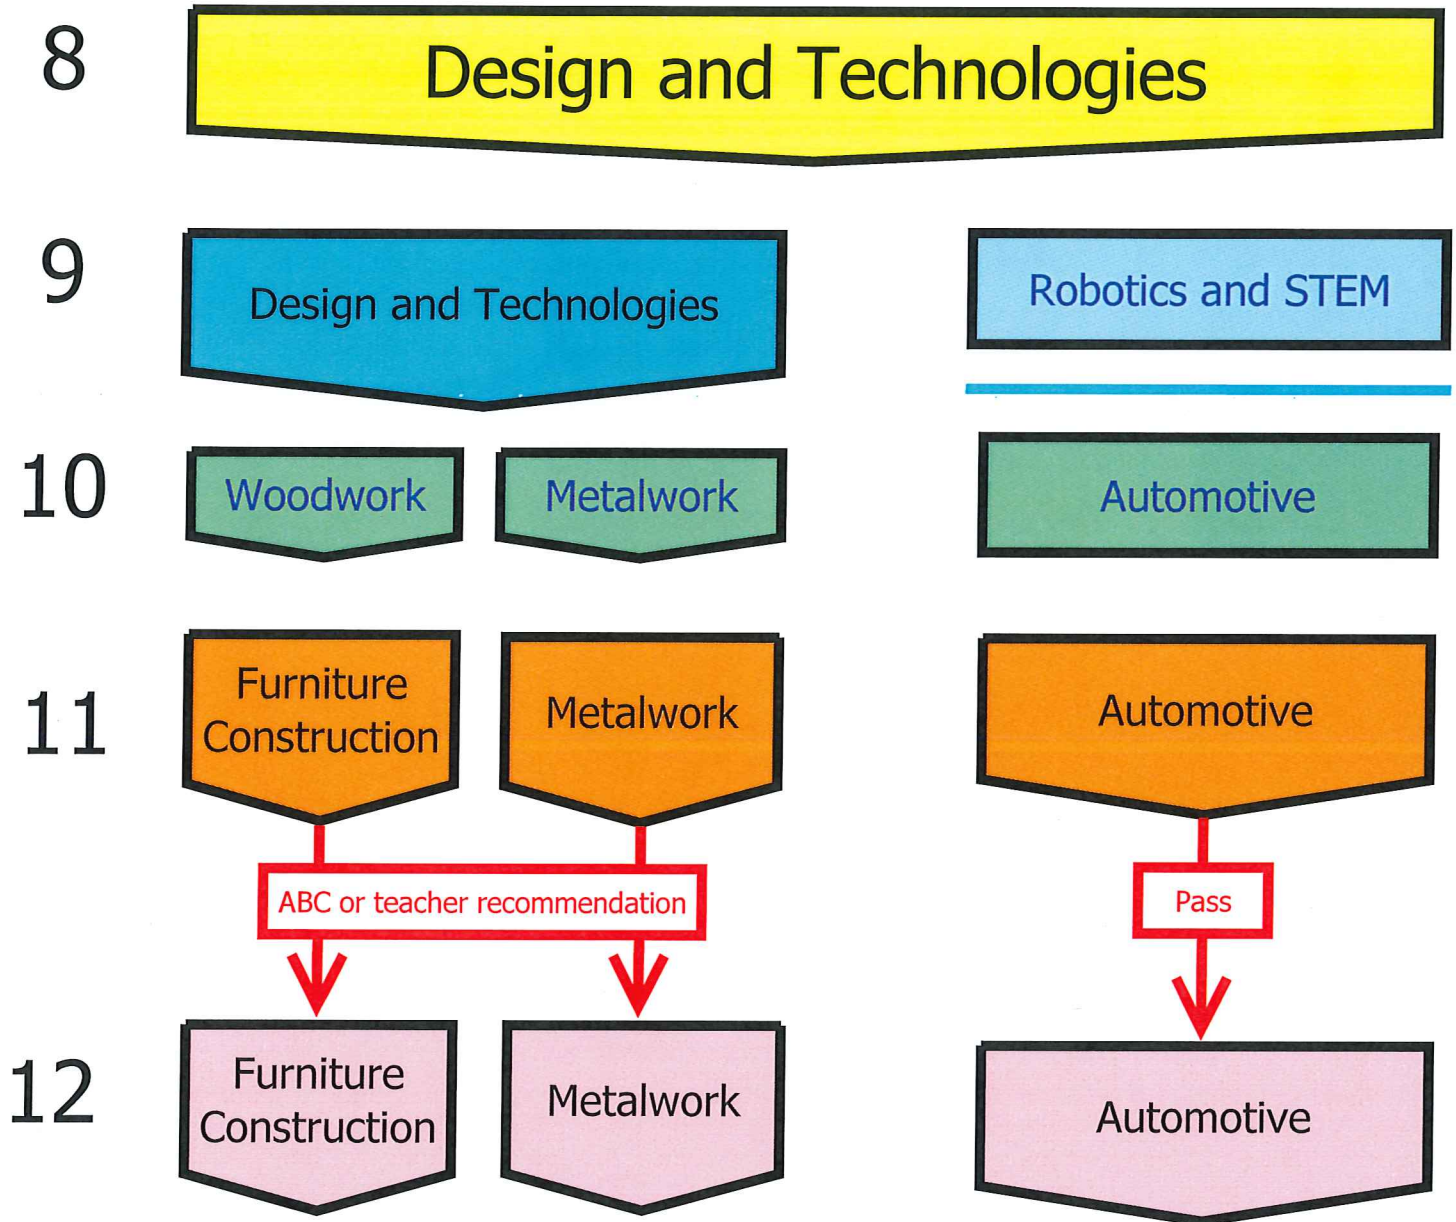 8
Design and Technologies
9
Design and Technologies
Robotics and STEM
10
Woodwork
Metalwork
Automotive
11
Furniture
Construction
Metalwork
Automotive
ABC or teacher recommendation
Pass
12
Furniture
Construction
Metalwork
Automotive